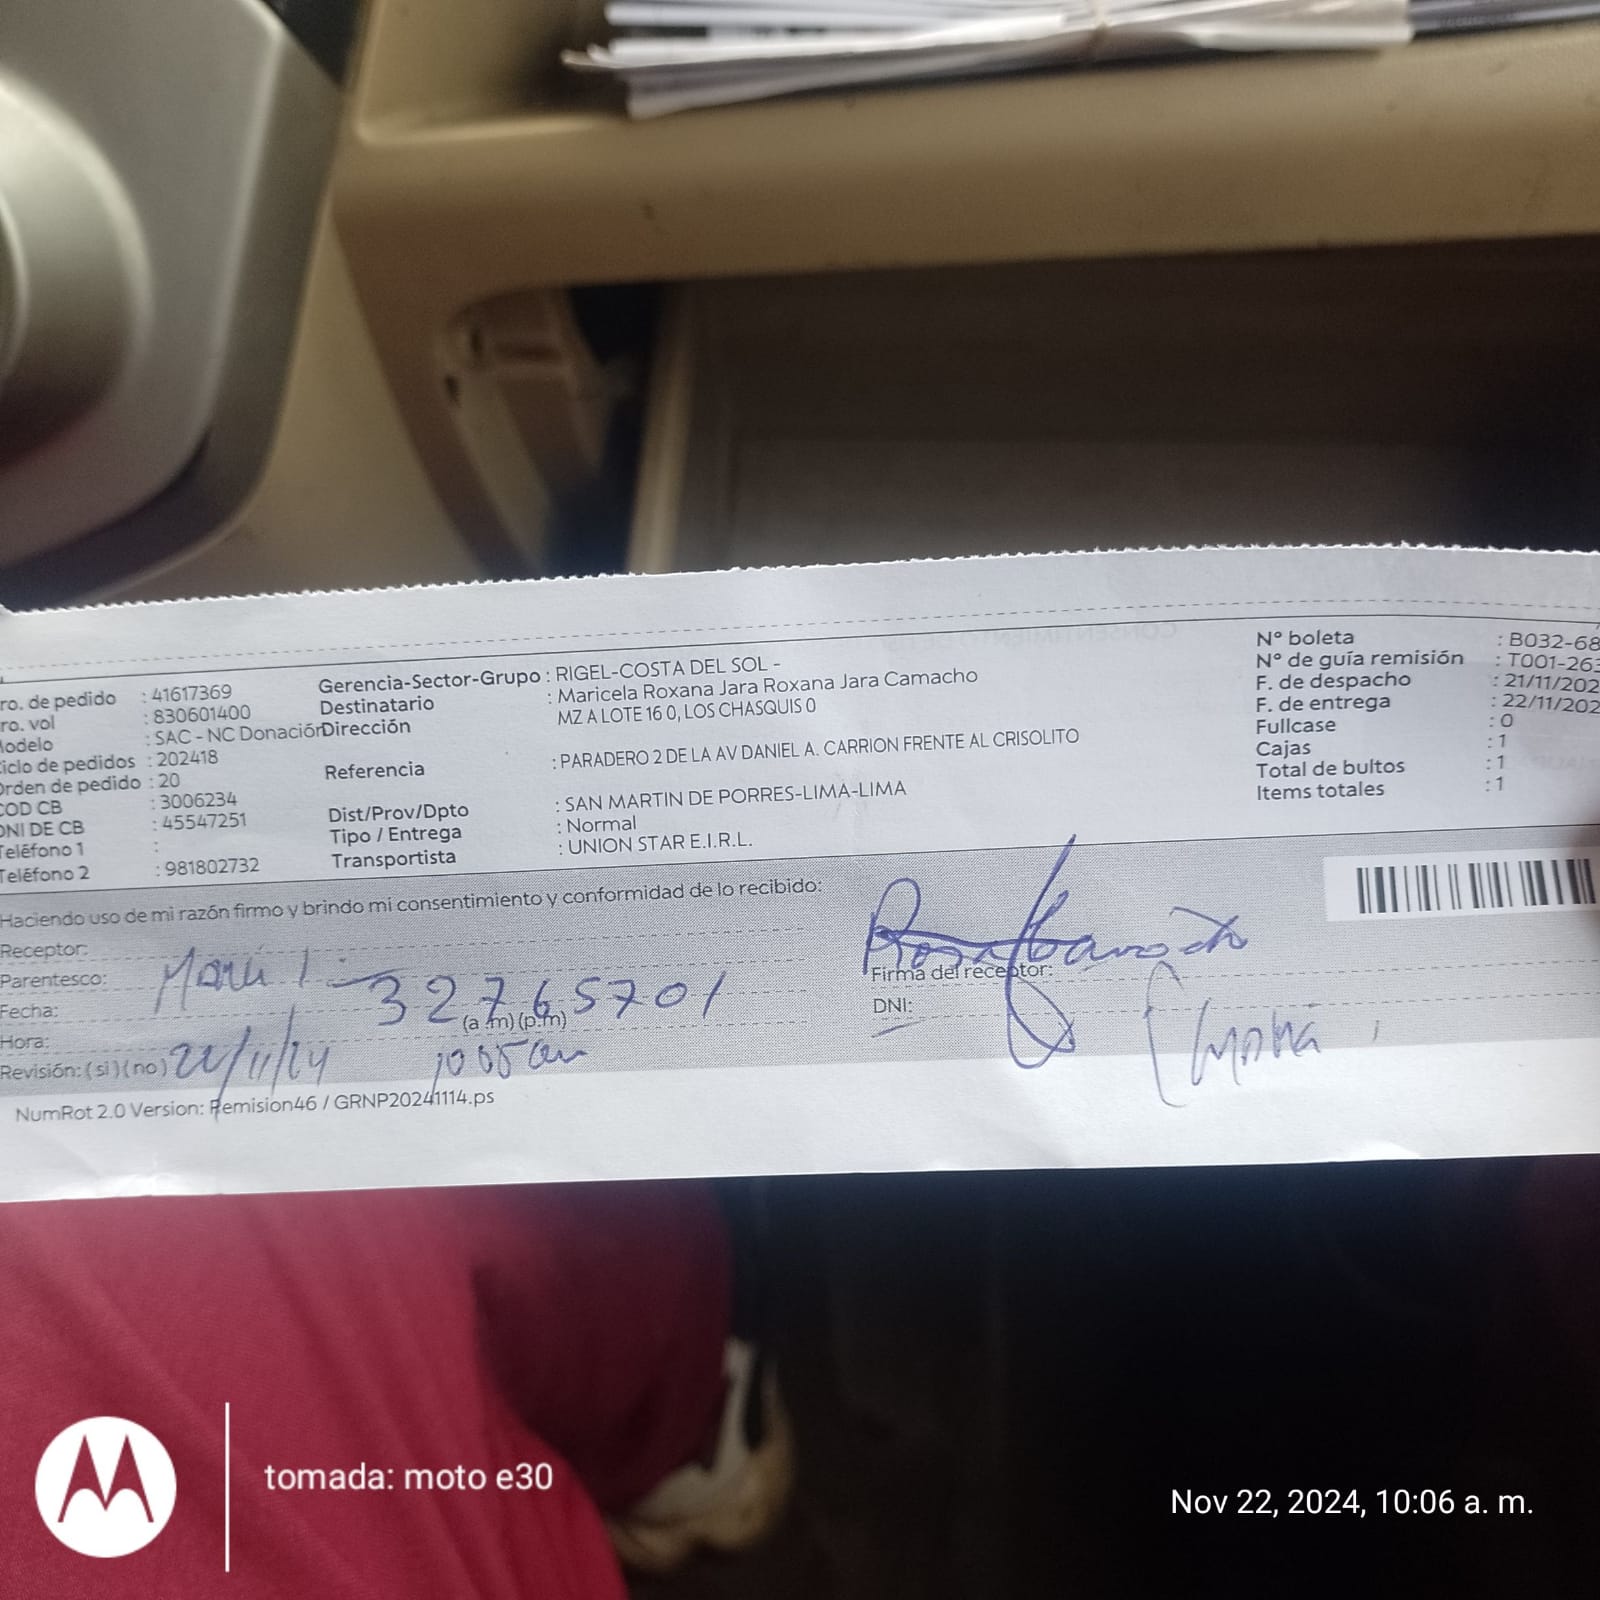 ro. de pedido : 41617369
ro. vol : 830601400
Modelo : SAC - NC Donación
iclo de pedidos : 202418
Orden de pedido : 20
COD CB : 3006234
DNI DE CB : 45547251
Teléfono 1 :
Teléfono 2 : 981802732
Gerencia-Sector-Grupo : RIGEL-COSTA DEL SOL -
Destinatario : Maricela Roxana Jara Roxana Jara Camacho
Dirección MZ A LOTE 16 0, LOS CHASQUIS 0
Referencia : PARADERO 2 DE LA AV DANIEL A. CARRION FRENTE AL CRISOLITO
Dist/Prov/Dpto : SAN MARTIN DE PORRES-LIMA-LIMA
Tipo / Entrega : Normal
Transportista : UNION STAR E.I.R.L.
N° boleta : B032-68
N° de guía remisión : T001-263
F. de despacho : 21/11/202
F. de entrega : 22/11/202
Fullcase : 0
Cajas : 1
Total de bultos : 1
Items totales : 1
Haciendo uso de mi razón firmo y brindo mi consentimiento y conformidad de lo recibido:
Receptor:
Parentesco:
Fecha: 32765701
Hora: (a .m) (p.m)
Revisión: (si) (no) 22/11/24 10 05 am
Firma del receptor:
DNI:
NumRot 2.0 Version: Remision46 / GRNP20241114.ps
tomada: moto e30
Nov 22, 2024, 10:06 a. m.